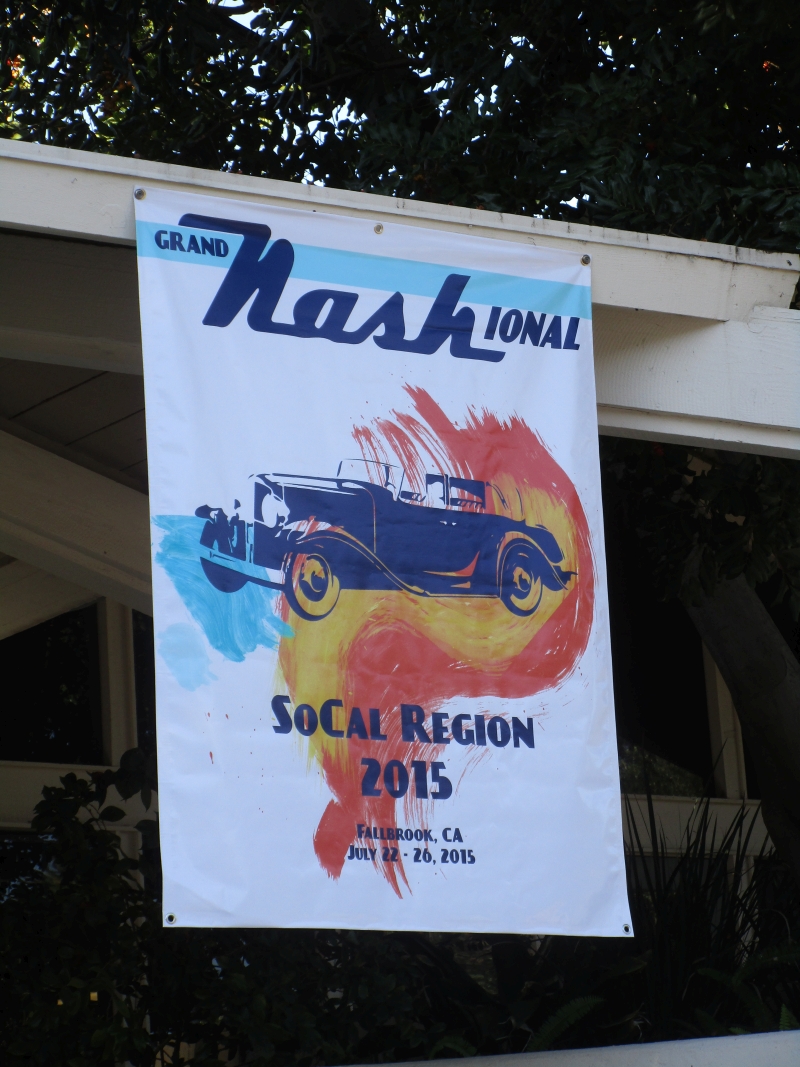 GRAND Nash IONAL
SoCal Region
2015
Fallbrook, CA
July 22 - 26, 2015